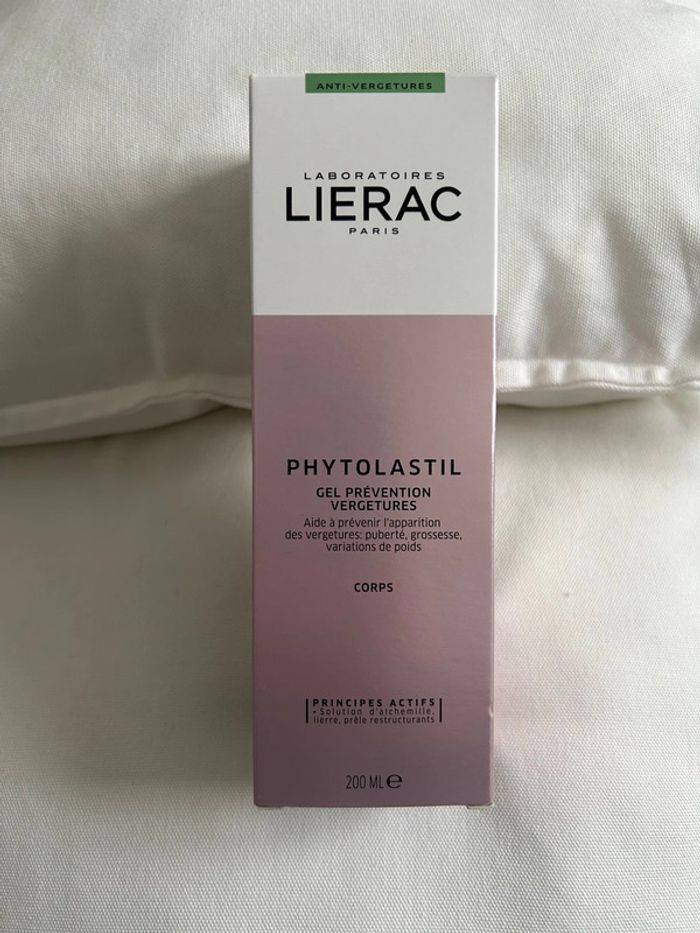 ANTI-VERGETURES
LABORATOIRES
LIERAC
PARIS
PHYTOLASTIL
GEL PRÉVENTION
VERGETURES
Aide à prévenir l'apparition
des vergetures: puberté, grossesse,
variations de poids
CORPS
PRINCIPES ACTIFS
• Solution d'alchemille,
lierre, prêle restructurants
200 ML ℮